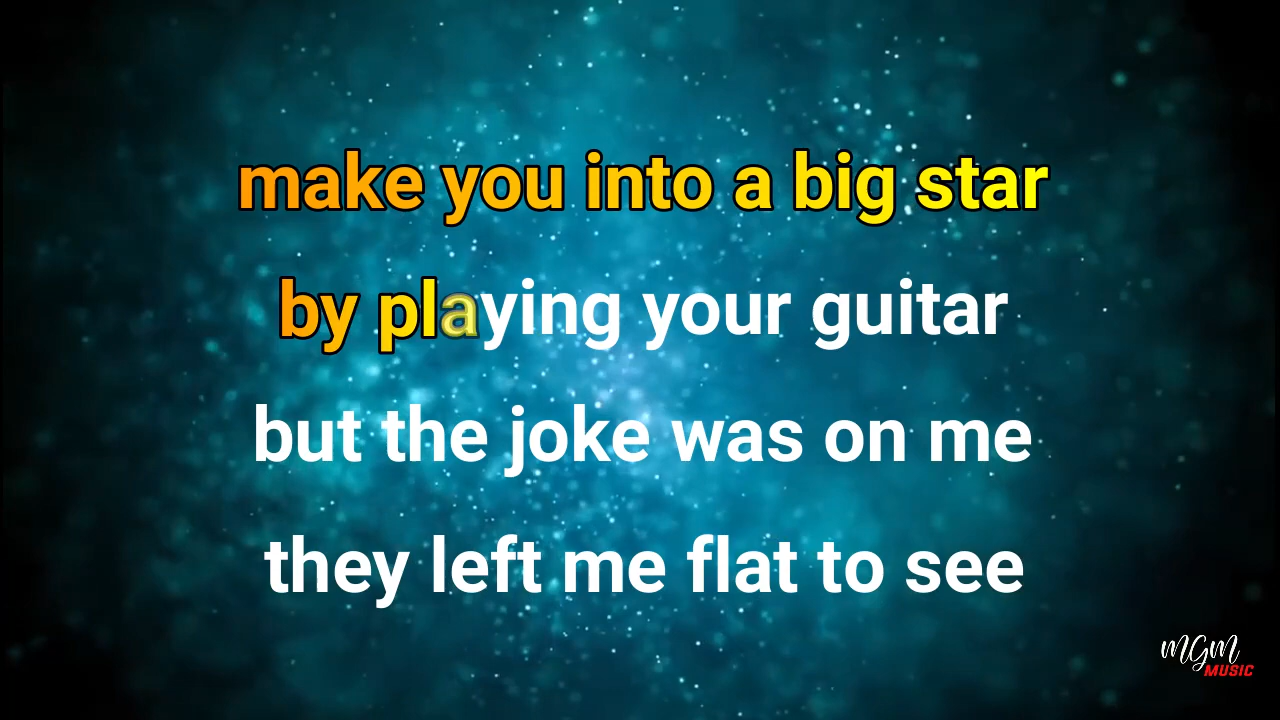 make you into a big star
by playing your guitar
but the joke was on me
they left me flat to see
MGM
MUSIC